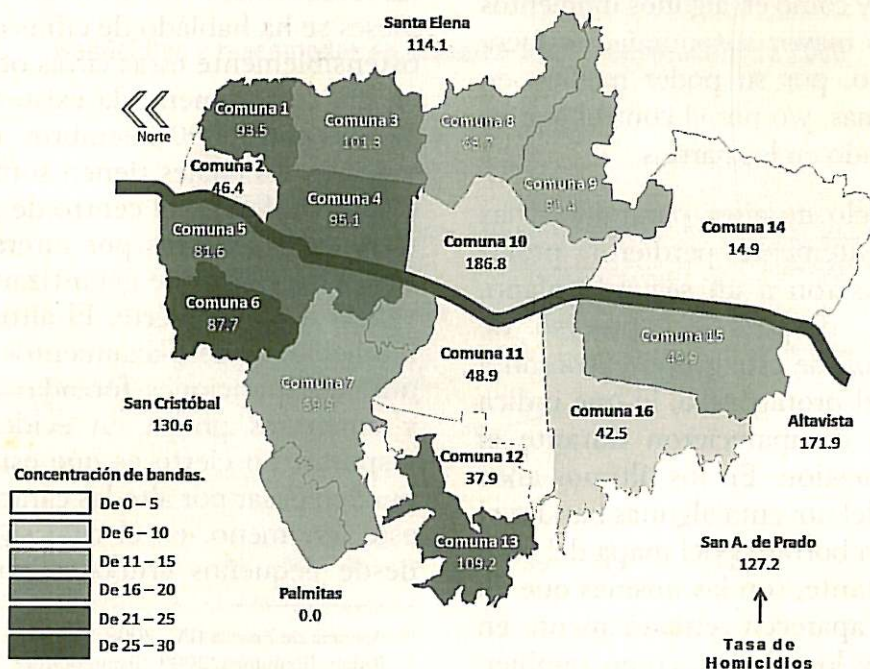 Santa Elena
114.1
Norte
Comuna 1
93.5
Comuna 3
101.3
Comuna 8
Comuna 2
46.4
Comuna 9
Comuna 4
95.1
Comuna 5
81.6
Comuna 10
186.8
Comuna 14
14.9
Comuna 6
87.7
Comuna 15
Comuna 7
Comuna 11
48.9
San Cristóbal
130.6
Comuna 16
42.5
Altavista
171.9
Comuna 12
37.9
Concentración de Bandas.
De 0 – 5
De 6 – 10
De 11 – 15
De 16 – 20
De 21 – 25
De 25 – 30
Comuna 13
109.2
San A. de Prado
127.2
Palmitas
0.0
Tasa de
Homicidios